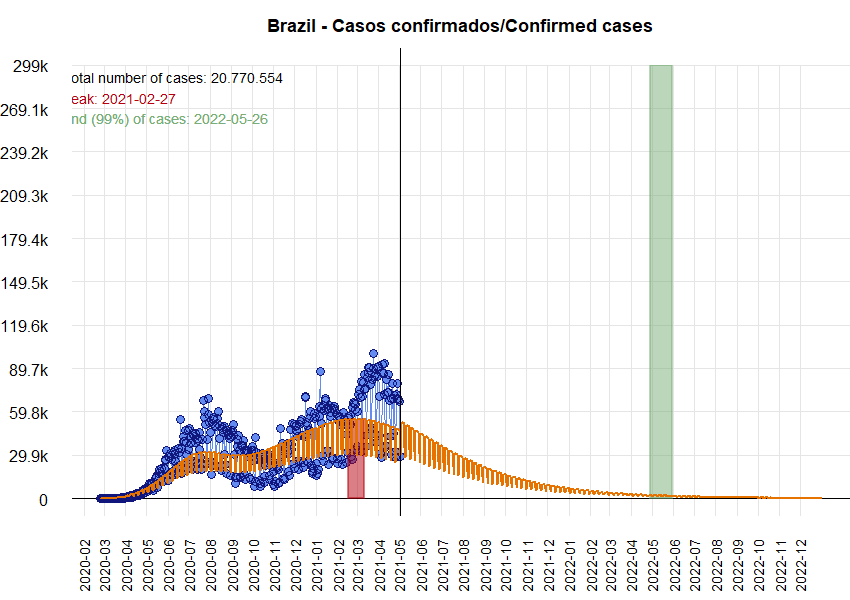 Brazil - Casos confirmados/Confirmed cases
otal number of cases: 20.770.554
eak: 2021-02-27
nd (99%) of cases: 2022-05-26
299k
269.1k
239.2k
209.3k
179.4k
149.5k
119.6k
89.7k
59.8k
29.9k
0
2020-02
2020-03
2020-04
2020-05
2020-06
2020-07
2020-08
2020-09
2020-10
2020-11
2020-12
2021-01
2021-02
2021-03
2021-04
2021-05
2021-06
2021-07
2021-08
2021-09
2021-10
2021-11
2021-12
2022-01
2022-02
2022-03
2022-04
2022-05
2022-06
2022-07
2022-08
2022-09
2022-10
2022-11
2022-12